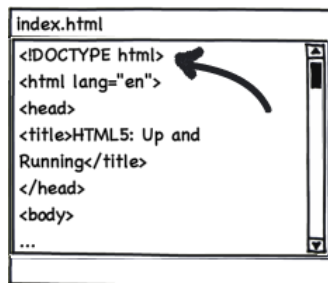 index.html
<!DOCTYPE html>
<html lang="en">
<head>
<title>HTML5: Up and
Running</title>
</head>
<body>
...